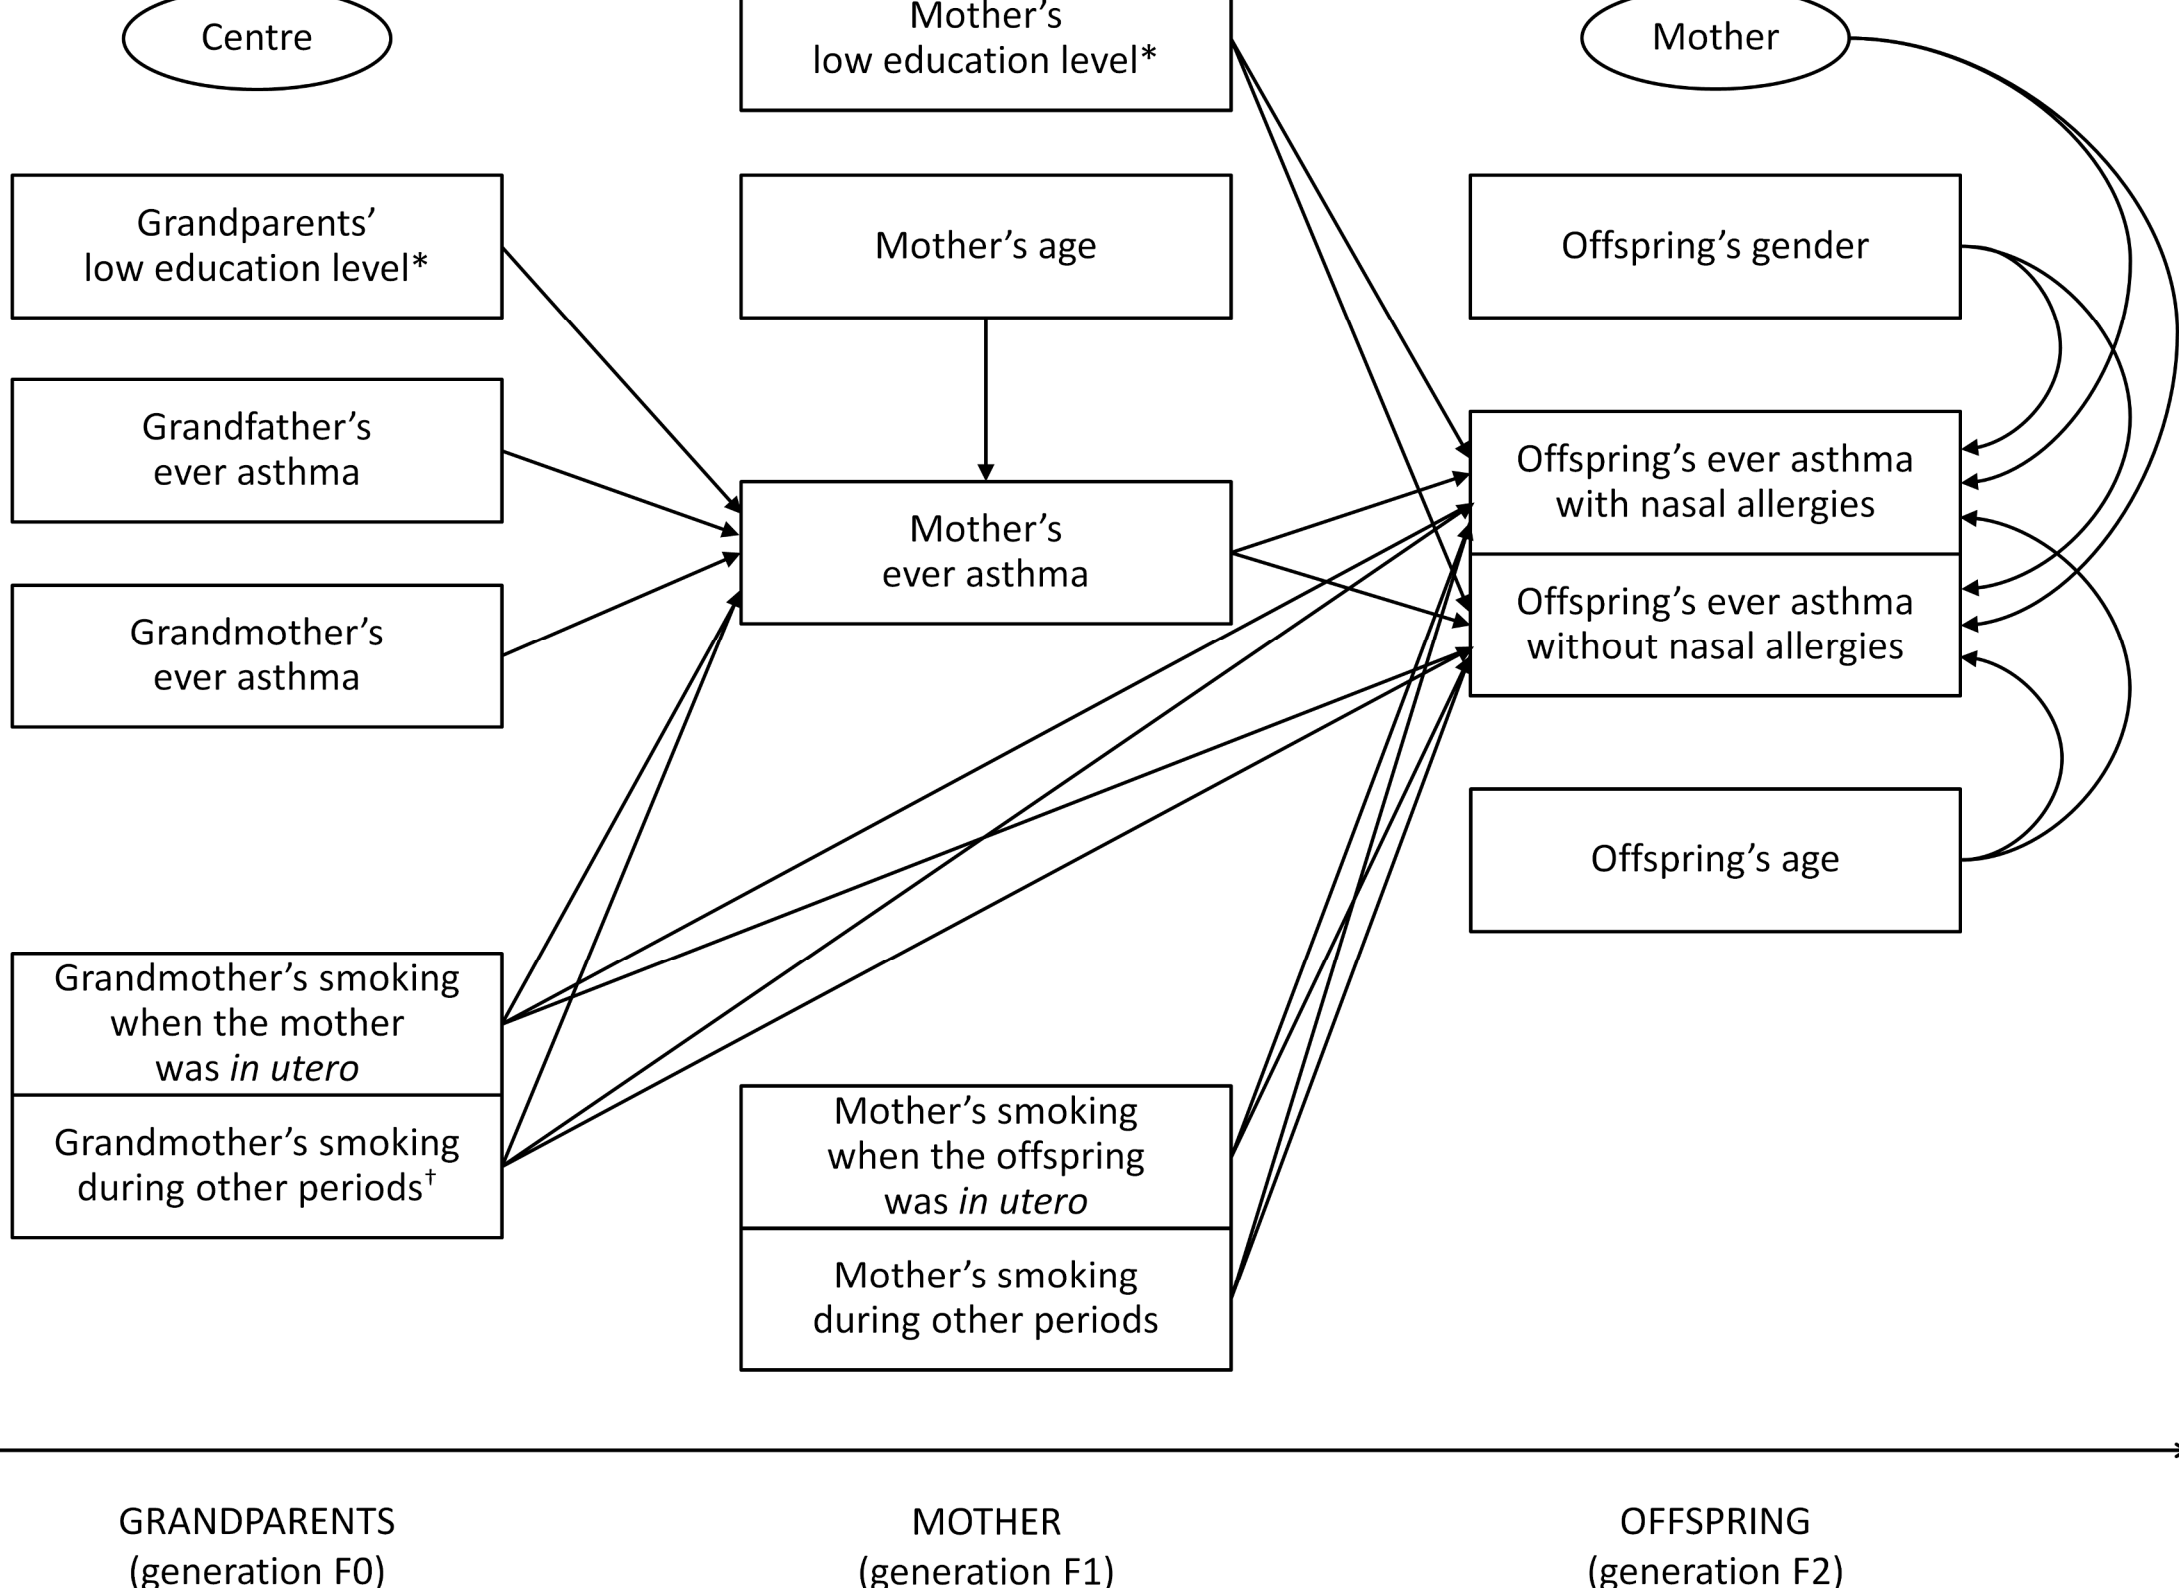 Centre
Mother’s
low education level*
Mother
Grandparents’
low education level*
Mother’s age
Offspring’s gender
Grandfather’s
ever asthma
Mother’s
ever asthma
Offspring’s ever asthma
with nasal allergies
Offspring’s ever asthma
without nasal allergies
Grandmother’s
ever asthma
Offspring’s age
Grandmother’s smoking
when the mother
was in utero
Grandmother’s smoking
during other periods†
Mother’s smoking
when the offspring
was in utero
Mother’s smoking
during other periods
GRANDPARENTS
(generation F0)
MOTHER
(generation F1)
OFFSPRING
(generation F2)